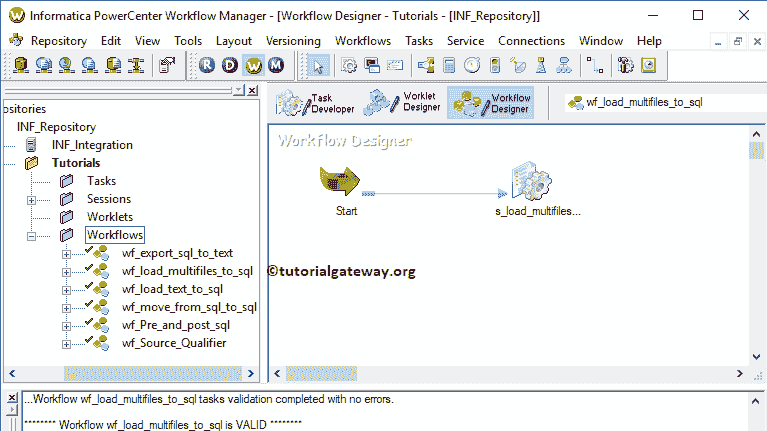 Informatica PowerCenter Workflow Manager - [Workflow Designer - Tutorials - [INF_Repository]]
Repository Edit View Tools Layout Versioning Workflows Tasks Service Connections Window Help
R D W M
ositories
INF_Repository
INF_Integration
Tutorials
Tasks
Sessions
Worklets
Workflows
wf_export_sql_to_text
wf_load_multifiles_to_sql
wf_load_text_to_sql
wf_move_from_sql_to_sql
wf_Pre_and_post_sql
wf_Source_Qualifier
Task
Developer
Worklet
Designer
Workflow
Designer
wf_load_multifiles_to_sql
Workflow Designer
Start
s_load_multifiles...
©tutorialgateway.org
...Workflow wf_load_multifiles_to_sql tasks validation completed with no errors.
******** Workflow wf_load_multifiles_to_sql is VALID ********